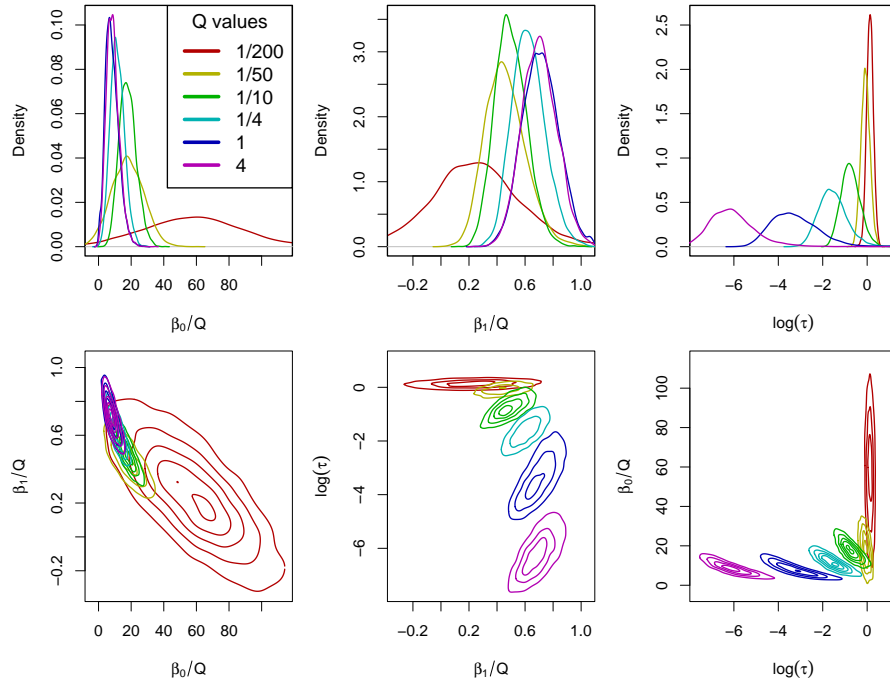 Q values
1/200
1/50
1/10
1/4
1
4
Density
0.00 0.02 0.04 0.06 0.08 0.10
0 20 40 60 80
β₀/Q
Density
0.0 1.0 2.0 3.0
−0.2 0.2 0.6 1.0
β₁/Q
Density
0.0 0.5 1.0 1.5 2.0 2.5
−6 −4 −2 0
log(τ)
β₁/Q
−0.2 0.2 0.6 1.0
0 20 40 60 80
β₀/Q
log(τ)
−6 −4 −2 0
−0.2 0.2 0.6 1.0
β₁/Q
β₀/Q
0 20 40 60 80 100
−6 −4 −2 0
log(τ)